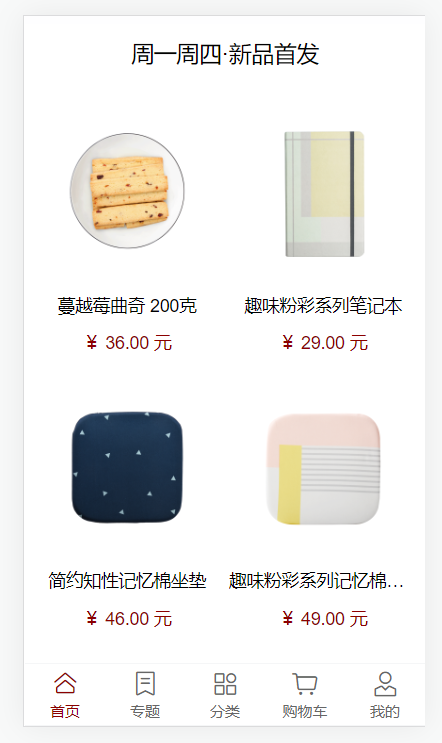 周一周四·新品首发
蔓越莓曲奇 200克
趣味粉彩系列笔记本
¥ 36.00 元
¥ 29.00 元
简约知性记忆棉坐垫
趣味粉彩系列记忆棉...
¥ 46.00 元
¥ 49.00 元
首页
专题
分类
购物车
我的